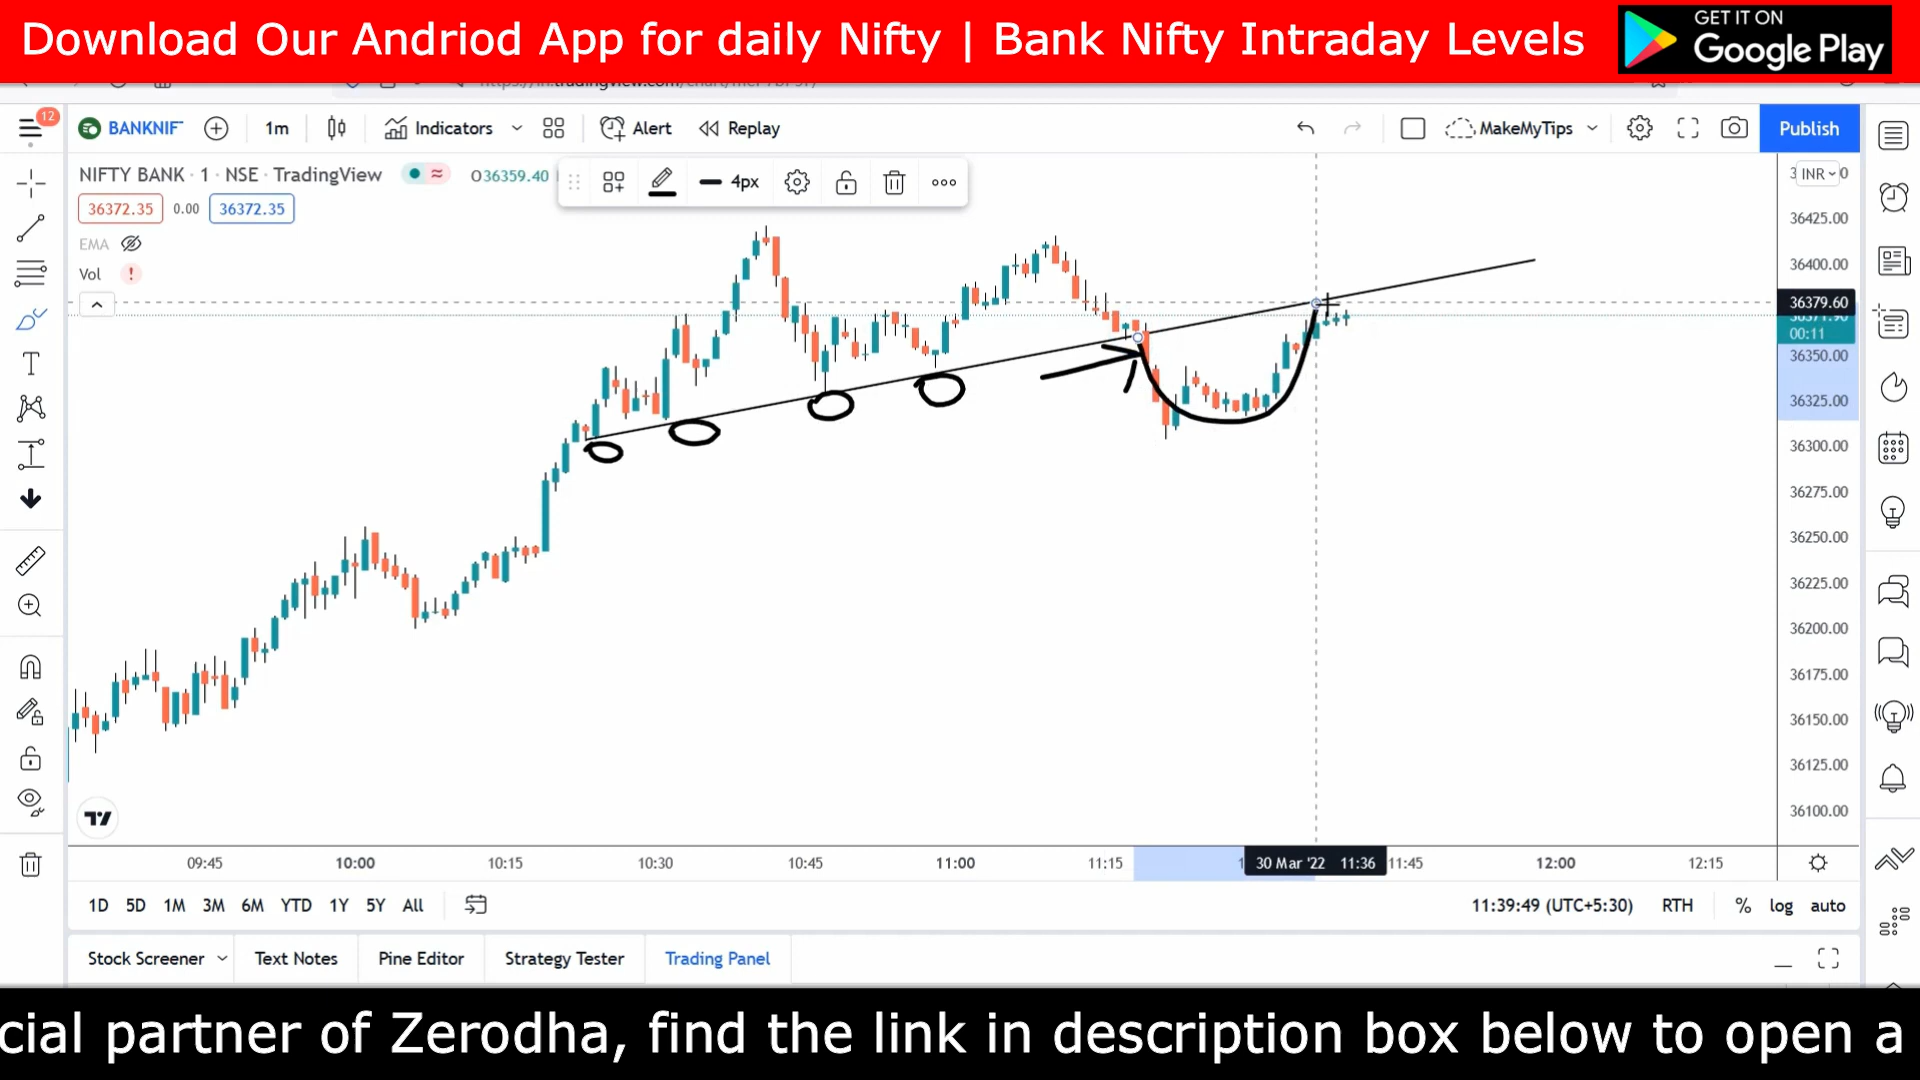 Download Our Andriod App for daily Nifty | Bank Nifty Intraday Levels
GET IT ON
Google Play
12
BANKNIF
1m
Indicators
Alert
Replay
MakeMyTips
Publish
NIFTY BANK · 1 · NSE · TradingView
O36359.40
4px
INR
36372.35 0.00 36372.35
EMA
Vol !
36425.00
36400.00
36379.60
00:11
36350.00
36325.00
36300.00
36275.00
36250.00
36225.00
36200.00
36175.00
36150.00
36125.00
36100.00
09:45 10:00 10:15 10:30 10:45 11:00 11:15 30 Mar '22 11:36 11:45 12:00 12:15
1D 5D 1M 3M 6M YTD 1Y 5Y All
11:39:49 (UTC+5:30) RTH % log auto
Stock Screener Text Notes Pine Editor Strategy Tester Trading Panel
cial partner of Zerodha, find the link in description box below to open a